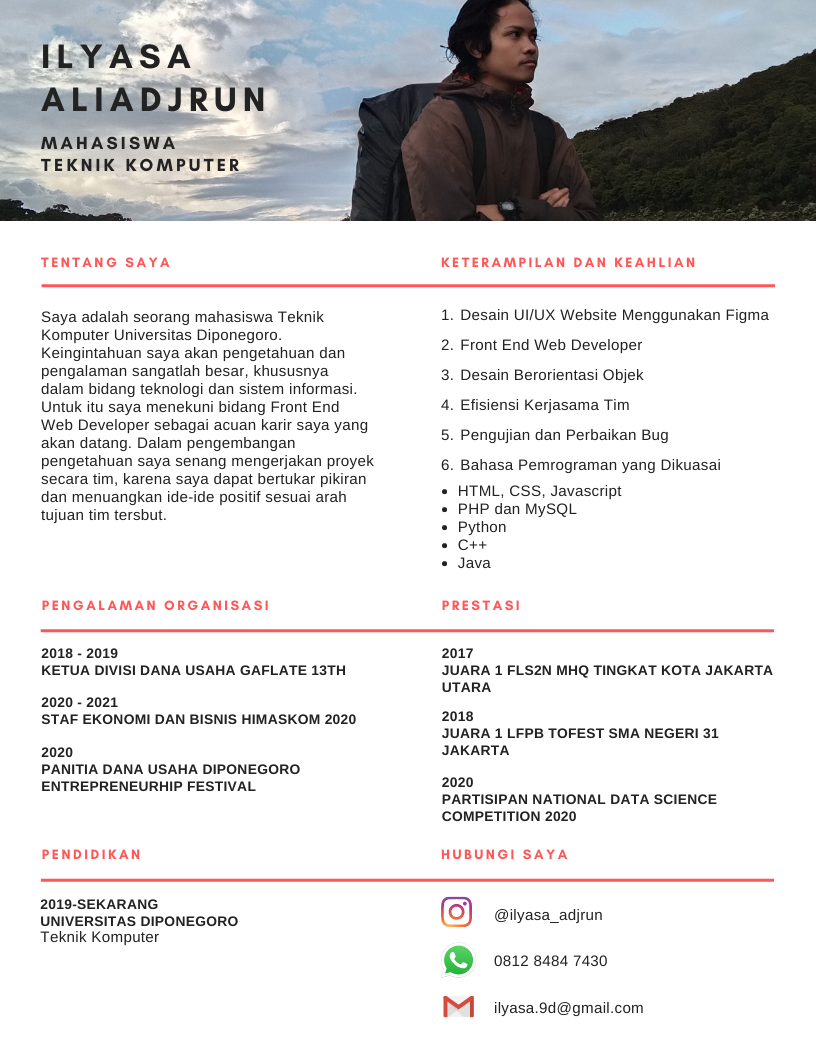 ILYASA
ALIADJRUN
MAHASISWA
TEKNIK KOMPUTER
TENTANG SAYA
Saya adalah seorang mahasiswa Teknik
Komputer Universitas Diponegoro.
Keingintahuan saya akan pengetahuan dan
pengalaman sangatlah besar, khususnya
dalam bidang teknologi dan sistem informasi.
Untuk itu saya menekuni bidang Front End
Web Developer sebagai acuan karir saya yang
akan datang. Dalam pengembangan
pengetahuan saya senang mengerjakan proyek
secara tim, karena saya dapat bertukar pikiran
dan menuangkan ide-ide positif sesuai arah
tujuan tim tersbut.
KETERAMPILAN DAN KEAHLIAN
1. Desain UI/UX Website Menggunakan Figma
2. Front End Web Developer
3. Desain Berorientasi Objek
4. Efisiensi Kerjasama Tim
5. Pengujian dan Perbaikan Bug
6. Bahasa Pemrograman yang Dikuasai
• HTML, CSS, Javascript
• PHP dan MySQL
• Python
• C++
• Java
PENGALAMAN ORGANISASI
2018 - 2019
KETUA DIVISI DANA USAHA GAFLATE 13TH
2020 - 2021
STAF EKONOMI DAN BISNIS HIMASKOM 2020
2020
PANITIA DANA USAHA DIPONEGORO
ENTREPRENEURHIP FESTIVAL
PRESTASI
2017
JUARA 1 FLS2N MHQ TINGKAT KOTA JAKARTA
UTARA
2018
JUARA 1 LFPB TOFEST SMA NEGERI 31
JAKARTA
2020
PARTISIPAN NATIONAL DATA SCIENCE
COMPETITION 2020
PENDIDIKAN
2019-SEKARANG
UNIVERSITAS DIPONEGORO
Teknik Komputer
HUBUNGI SAYA
@ilyasa_adjrun
0812 8484 7430
ilyasa.9d@gmail.com